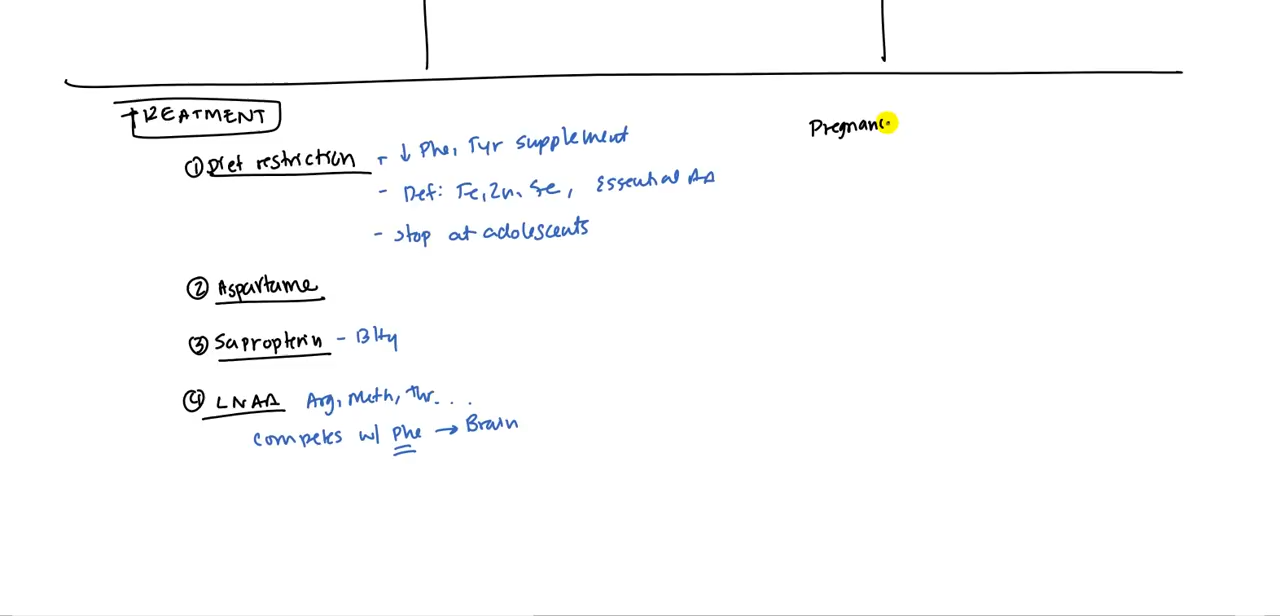 TREATMENT
Pregnanc
① Diet restriction - ↓ Phe, Tyr supplement
- Def: Fe, Zn, Se, Essential AA
- Stop at adolescents
② Aspartame
③ Sapropterin - BH4
④ LNAA Arg, Meth, Thr...
competes w/ Phe → Brain